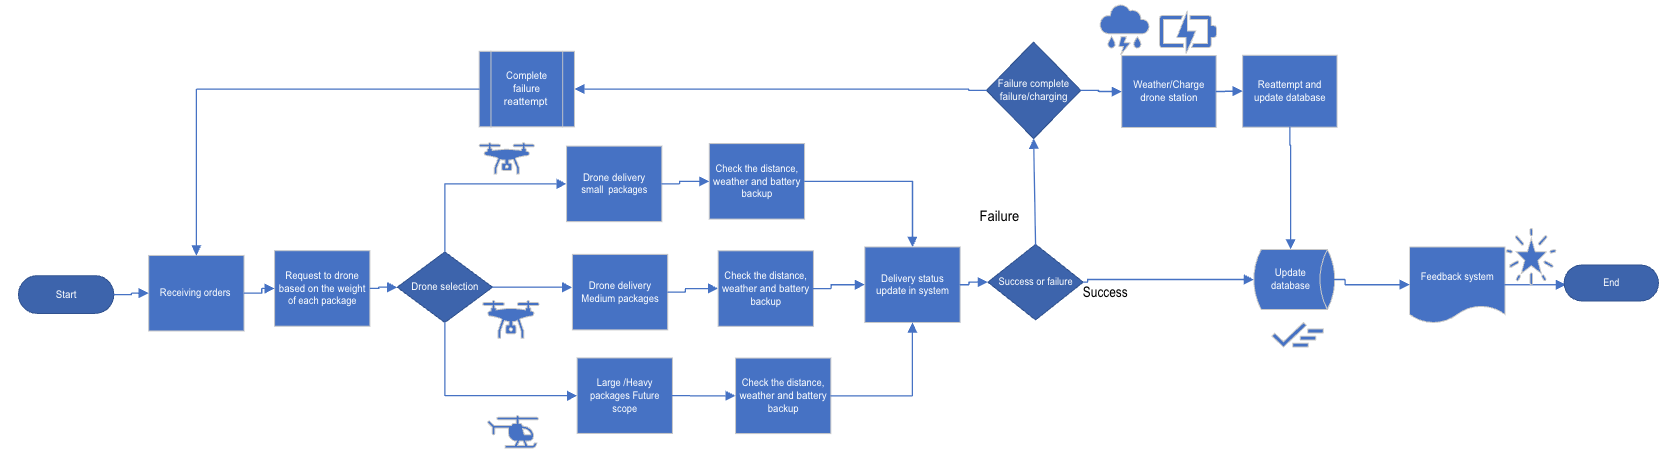 Complete
failure
reattempt
Failure complete
failure/charging
Weather/Charge
drone station
Reattempt and
update database
Drone delivery
small packages
Check the distance,
weather and battery
backup
Failure
Start
Receiving orders
Request to drone
based on the weight
of each package
Drone selection
Drone delivery
Medium packages
Check the distance,
weather and battery
backup
Delivery status
update in system
Success or failure
Success
Update
database
Feedback system
End
Large /Heavy
packages Future
scope
Check the distance,
weather and battery
backup